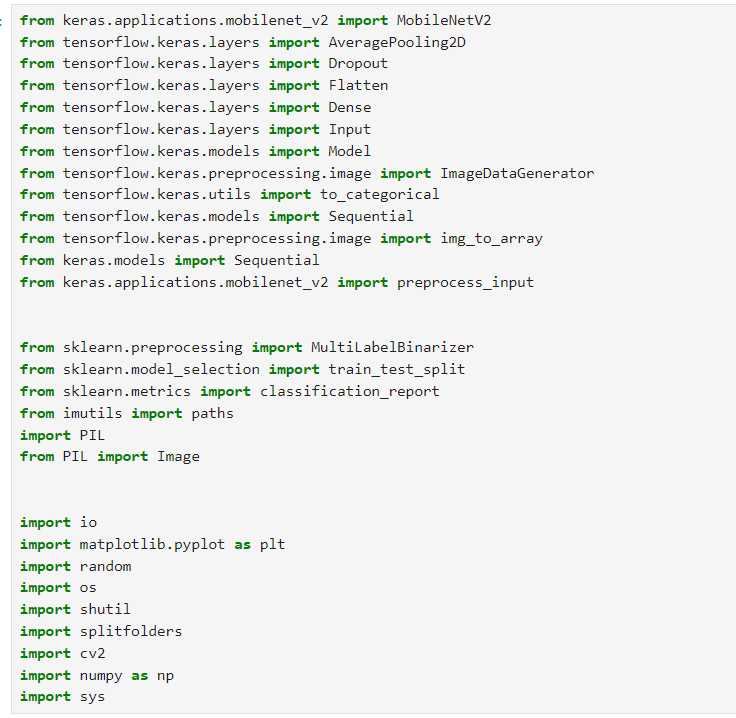 from keras.applications.mobilenet_v2 import MobileNetV2
from tensorflow.keras.layers import AveragePooling2D
from tensorflow.keras.layers import Dropout
from tensorflow.keras.layers import Flatten
from tensorflow.keras.layers import Dense
from tensorflow.keras.layers import Input
from tensorflow.keras.models import Model
from tensorflow.keras.preprocessing.image import ImageDataGenerator
from tensorflow.keras.utils import to_categorical
from tensorflow.keras.models import Sequential
from tensorflow.keras.preprocessing.image import img_to_array
from keras.models import Sequential
from keras.applications.mobilenet_v2 import preprocess_input
from sklearn.preprocessing import MultiLabelBinarizer
from sklearn.model_selection import train_test_split
from sklearn.metrics import classification_report
from imutils import paths
import PIL
from PIL import Image
import io
import matplotlib.pyplot as plt
import random
import os
import shutil
import splitfolders
import cv2
import numpy as np
import sys